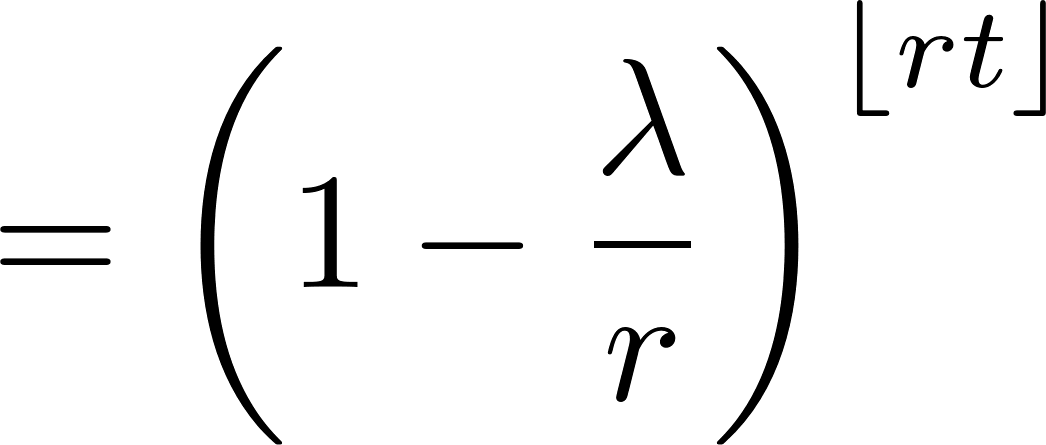 = \left(1 - \frac{\lambda}{r}\right)^{\lfloor rt \rfloor}